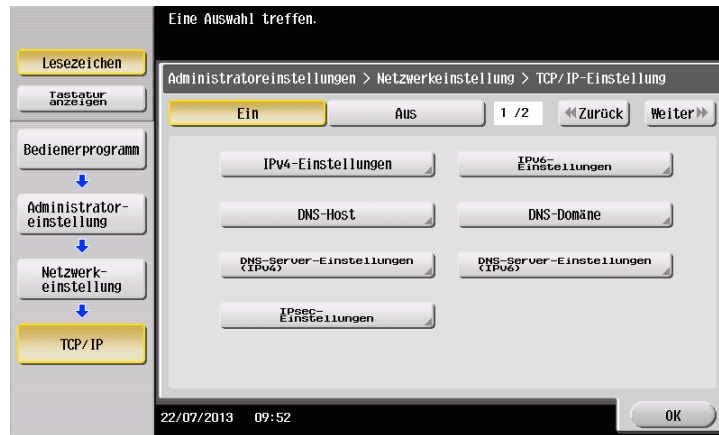 Eine Auswahl treffen.
Lesezeichen
Tastatur
anzeigen
Bedienerprogramm
Administrator-
einstellung
Netzwerk-
einstellung
TCP/IP
Administratoreinstellungen > Netzwerkeinstellung > TCP/IP-Einstellung
Ein Aus 1 /2 Zurück Weiter
IPv4-Einstellungen
IPv6-
Einstellungen
DNS-Host
DNS-Domäne
DNS-Server-Einstellungen
(IPv4)
DNS-Server-Einstellungen
(IPv6)
IPsec-
Einstellungen
22/07/2013 09:52
OK